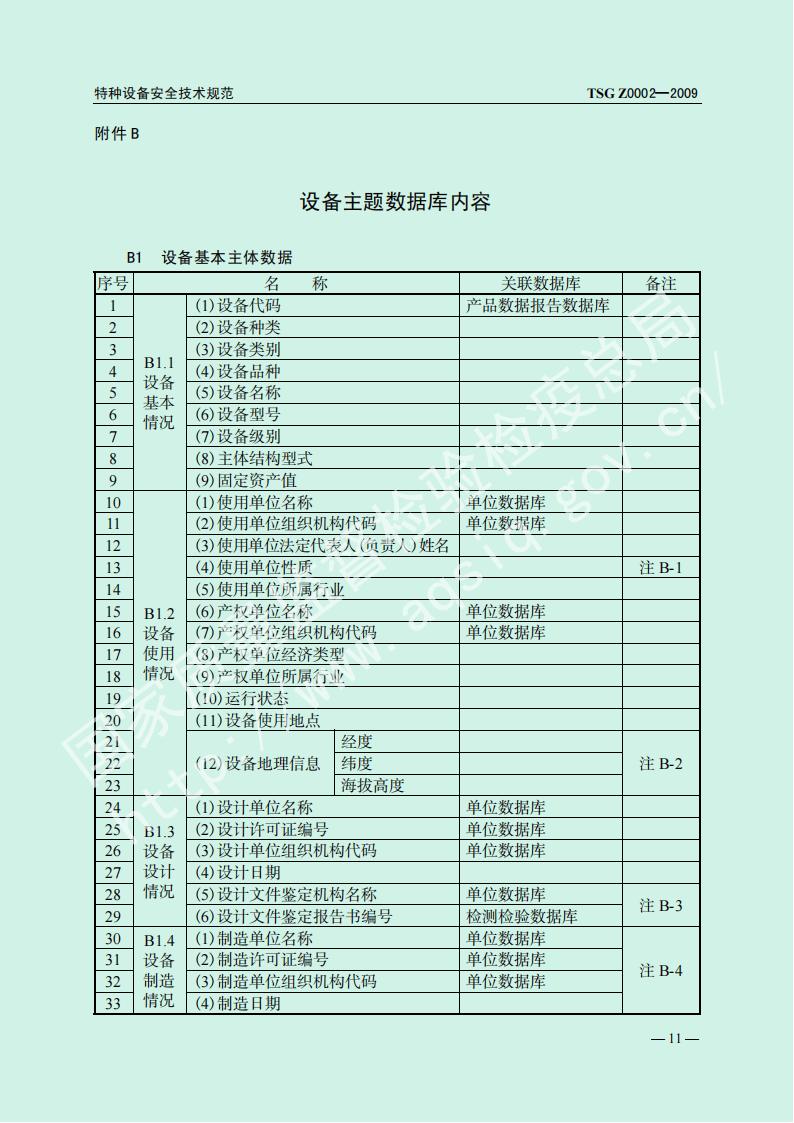 特种设备安全技术规范 TSG Z0002—2009
附件 B
设备主题数据库内容
B1 设备基本主体数据
序号 名 称 关联数据库 备注
B1.1 设备基本情况
1 (1)设备代码 产品数据报告数据库
2 (2)设备种类
3 (3)设备类别
4 (4)设备品种
5 (5)设备名称
6 (6)设备型号
7 (7)设备级别
8 (8)主体结构型式
9 (9)固定资产值
B1.2 设备使用情况
10 (1)使用单位名称 单位数据库
11 (2)使用单位组织机构代码 单位数据库
12 (3)使用单位法定代表人(负责人)姓名
13 (4)使用单位性质 注 B-1
14 (5)使用单位所属行业
15 (6)产权单位名称 单位数据库
16 (7)产权单位组织机构代码 单位数据库
17 (8)产权单位经济类型
18 (9)产权单位所属行业
19 (10)运行状态
20 (11)设备使用地点
21 经度
22 (12)设备地理信息 纬度 注 B-2
23 海拔高度
B1.3 设备设计情况
24 (1)设计单位名称 单位数据库
25 (2)设计许可证编号 单位数据库
26 (3)设计单位组织机构代码 单位数据库
27 (4)设计日期
28 (5)设计文件鉴定机构名称 单位数据库 注 B-3
29 (6)设计文件鉴定报告书编号 检测检验数据库
B1.4 设备制造情况
30 (1)制造单位名称 单位数据库 注 B-4
31 (2)制造许可证编号 单位数据库
32 (3)制造单位组织机构代码 单位数据库
33 (4)制造日期
— 11 —
国家质量监督检验检疫总局
http://www.aqsiq.gov.cn/